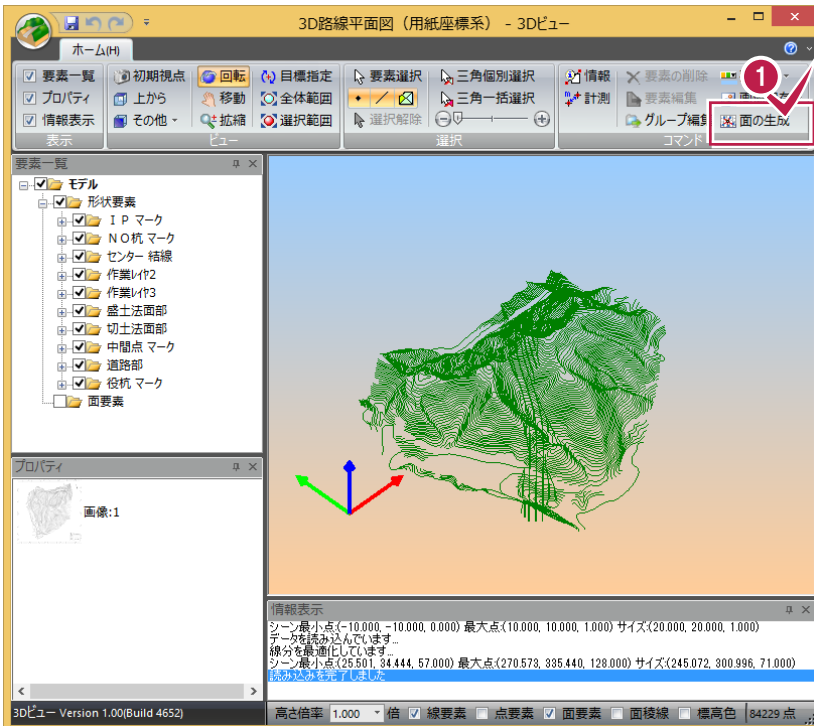 3D路線平面図（用紙座標系） - 3Dビュー
ホーム(H)
要素一覧 初期視点 回転 目標指定 要素選択 三角個別選択 情報 要素の削除
プロパティ 上から 移動 全体範囲 三角一括選択 計測 要素編集
情報表示 その他 拡縮 選択範囲 選択解除 グループ編集 面の生成
表示 ビュー 選択 コマンド
1
要素一覧
モデル
形状要素
ＩＰ マーク
ＮＯ杭 マーク
センター 結線
作業ﾚｲﾔ2
作業ﾚｲﾔ3
盛土法面部
切土法面部
中間点 マーク
道路部
役杭 マーク
面要素
プロパティ
画像:1
情報表示
シーン最小点:(-10.000, -10.000, 0.000) 最大点:(10.000, 10.000, 1.000) サイズ:(20.000, 20.000, 1.000)
データを読み込んでいます...
線分を最適化しています...
シーン最小点:(25.501, 34.444, 57.000) 最大点:(270.573, 335.440, 128.000) サイズ:(245.072, 300.996, 71.000)
読み込みを完了しました
3Dビュー Version 1.00(Build 4652)
高さ倍率 1.000 倍 線要素 点要素 面要素 面稜線 標高色 84229 点